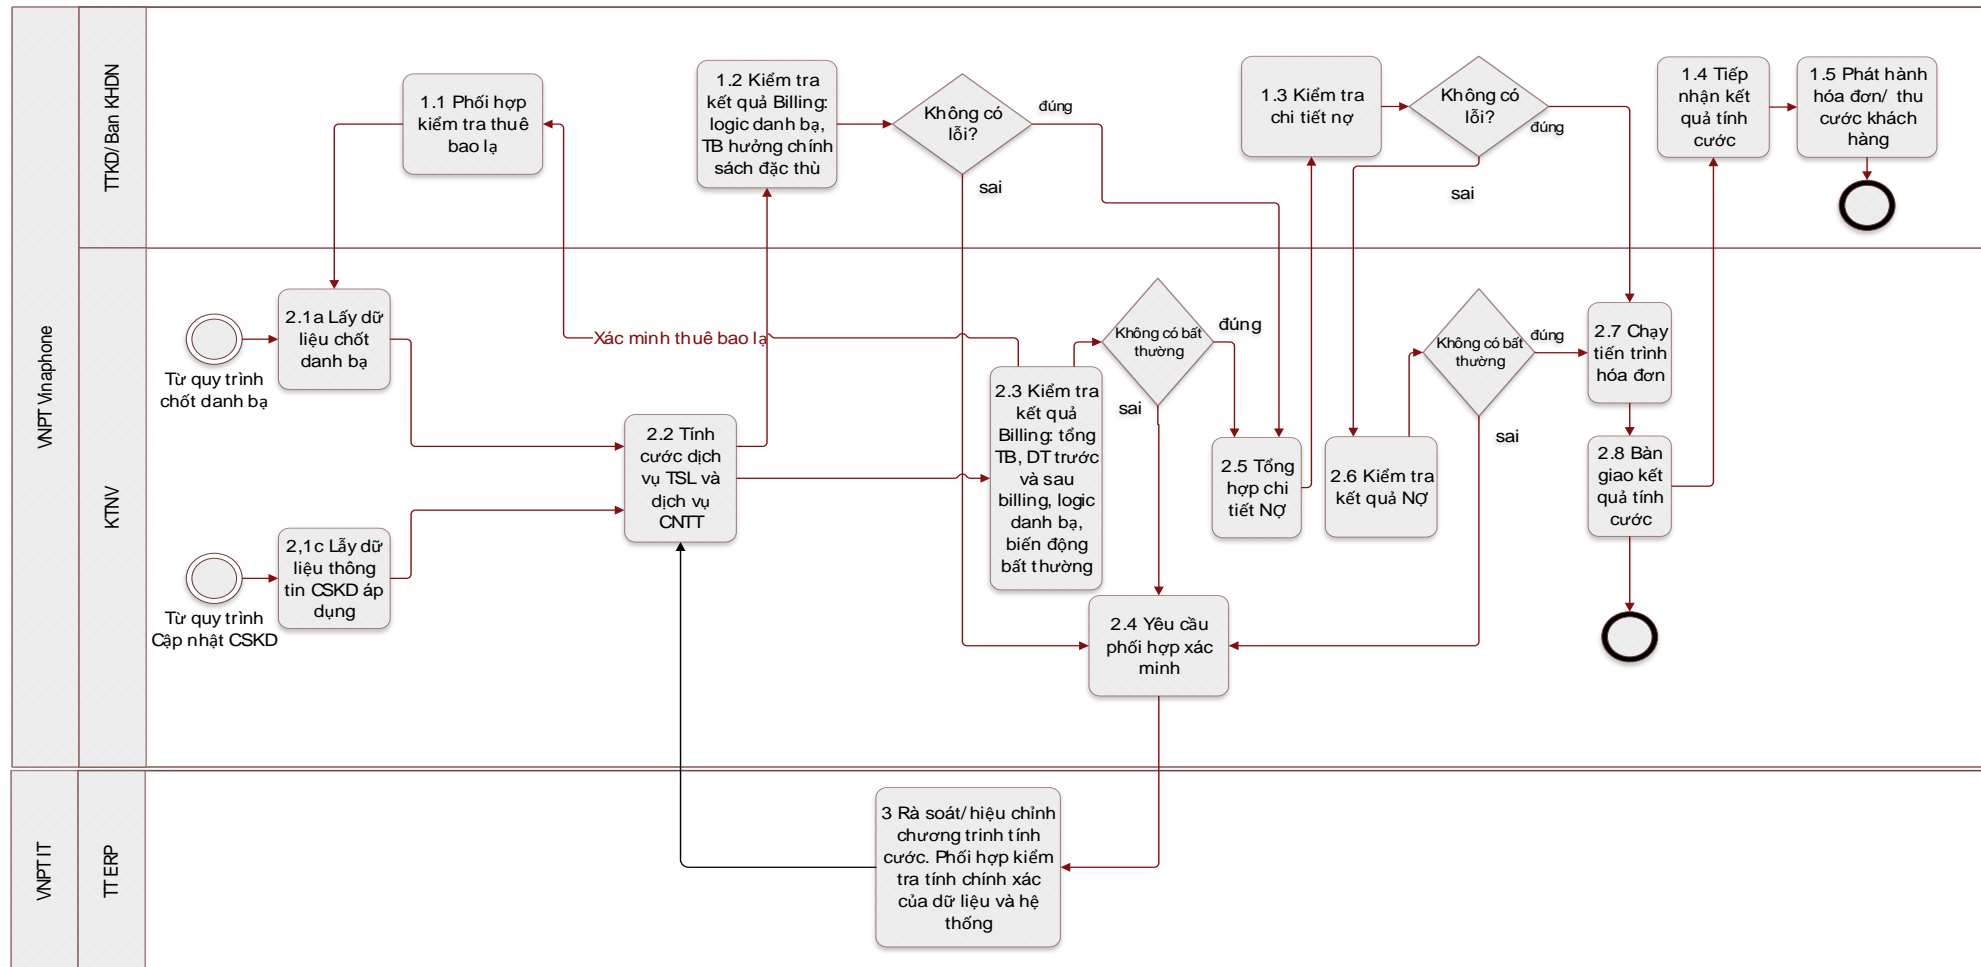 VNPT Vinaphone
TTKD/ Ban KHDN
1.1 Phối hợp
kiểm tra thuê
bao lạ
1.2 Kiểm tra
kết quả Billing:
logic danh bạ,
TB hưởng chính
sách đặc thù
Không có
lỗi?
đúng
sai
1.3 Kiểm tra
chi tiết nợ
Không có
lỗi?
đúng
sai
1.4 Tiếp
nhận kết
quả tính
cước
1.5 Phát hành
hóa đơn/ thu
cước khách
hàng
KTNV
Từ quy trình
chốt danh bạ
2.1a Lấy dữ
liệu chốt
danh bạ
Từ quy trình
Cập nhật CSKD
2,1c Lẫy dữ
liệu thông
tin CSKD áp
dụng
2.2 Tính
cước dịch
vụ TSL và
dịch vụ
CNTT
Xác minh thuê bao lạ
2.3 Kiểm tra
kết quả
Billing: tổng
TB, DT trước
và sau
billing, logic
danh bạ,
biến động
bất thường
Không có bất
thường
đúng
sai
2.4 Yêu cầu
phối hợp xác
minh
2.5 Tổng
hợp chi
tiết NỢ
2.6 Kiểm tra
kết quả NỢ
Không có bất
thường
đúng
sai
2.7 Chạy
tiến trình
hóa đơn
2.8 Bàn
giao kết
quả tính
cước
VNPT IT
TT ERP
3 Rà soát/ hiệu chỉnh
chương trinh tính
cước. Phối hợp kiểm
tra tính chính xác
của dữ liệu và hệ
thống